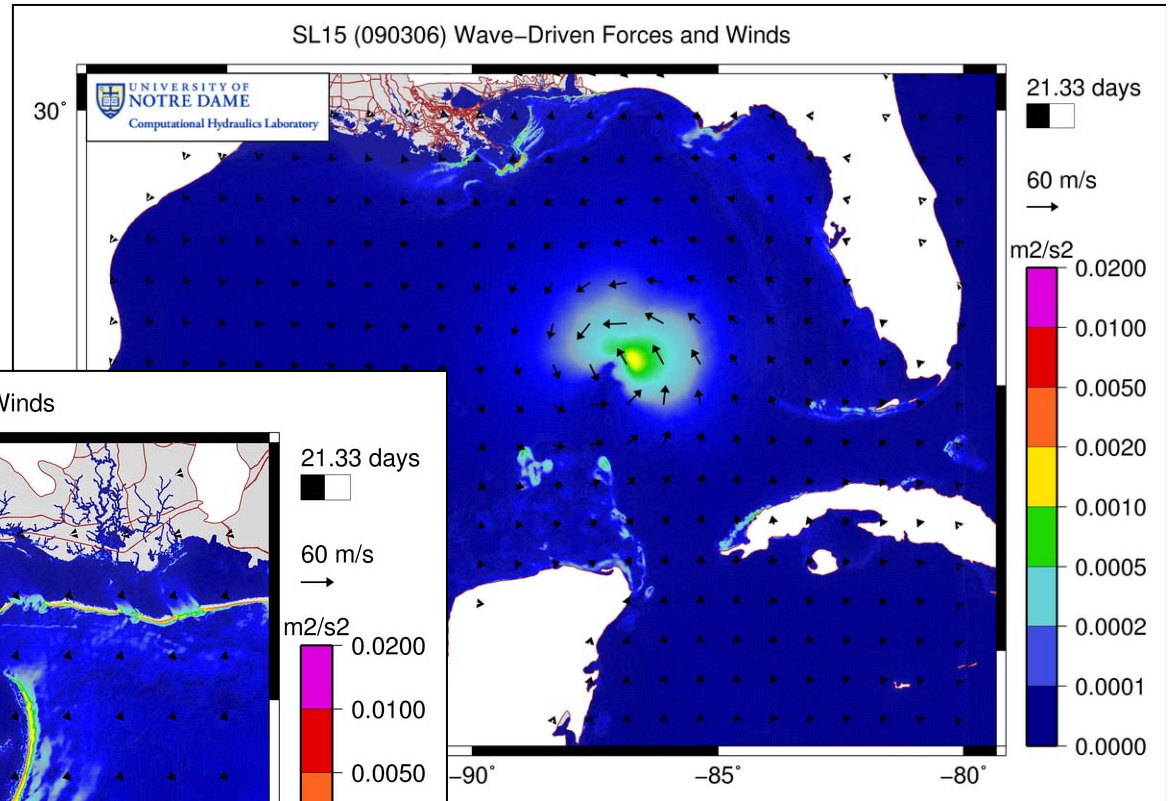 SL15 (090306) Wave−Driven Forces and Winds
UNIVERSITY OF
NOTRE DAME
Computational Hydraulics Laboratory
30˚
21.33 days
60 m/s
m2/s2
0.0200
0.0100
0.0050
0.0020
0.0010
0.0005
0.0002
0.0001
0.0000
−90˚
−85˚
−80˚
Winds
21.33 days
60 m/s
m2/s2
0.0200
0.0100
0.0050